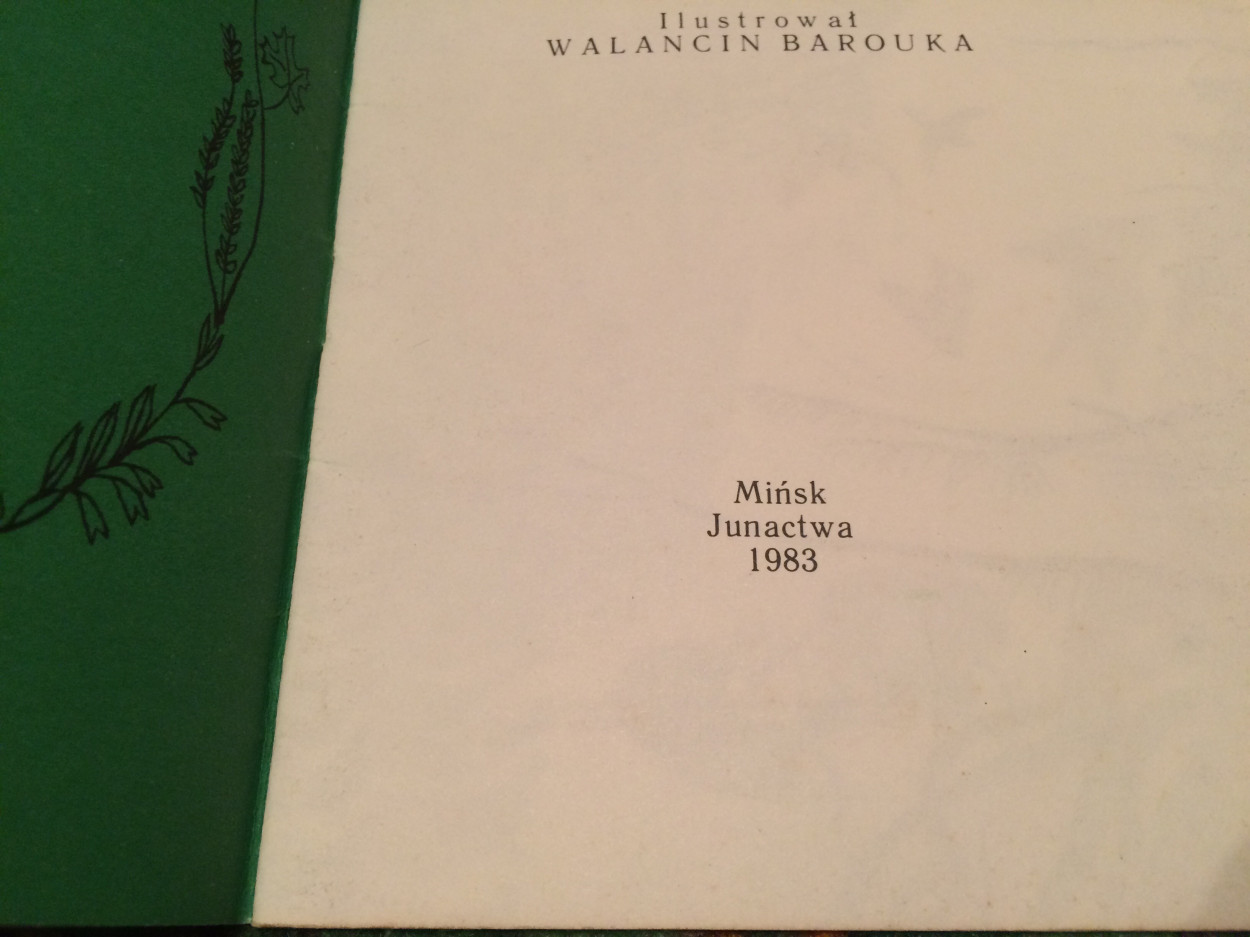 Ilustrował
WALANCIN BAROUKA
Mińsk
Junactwa
1983